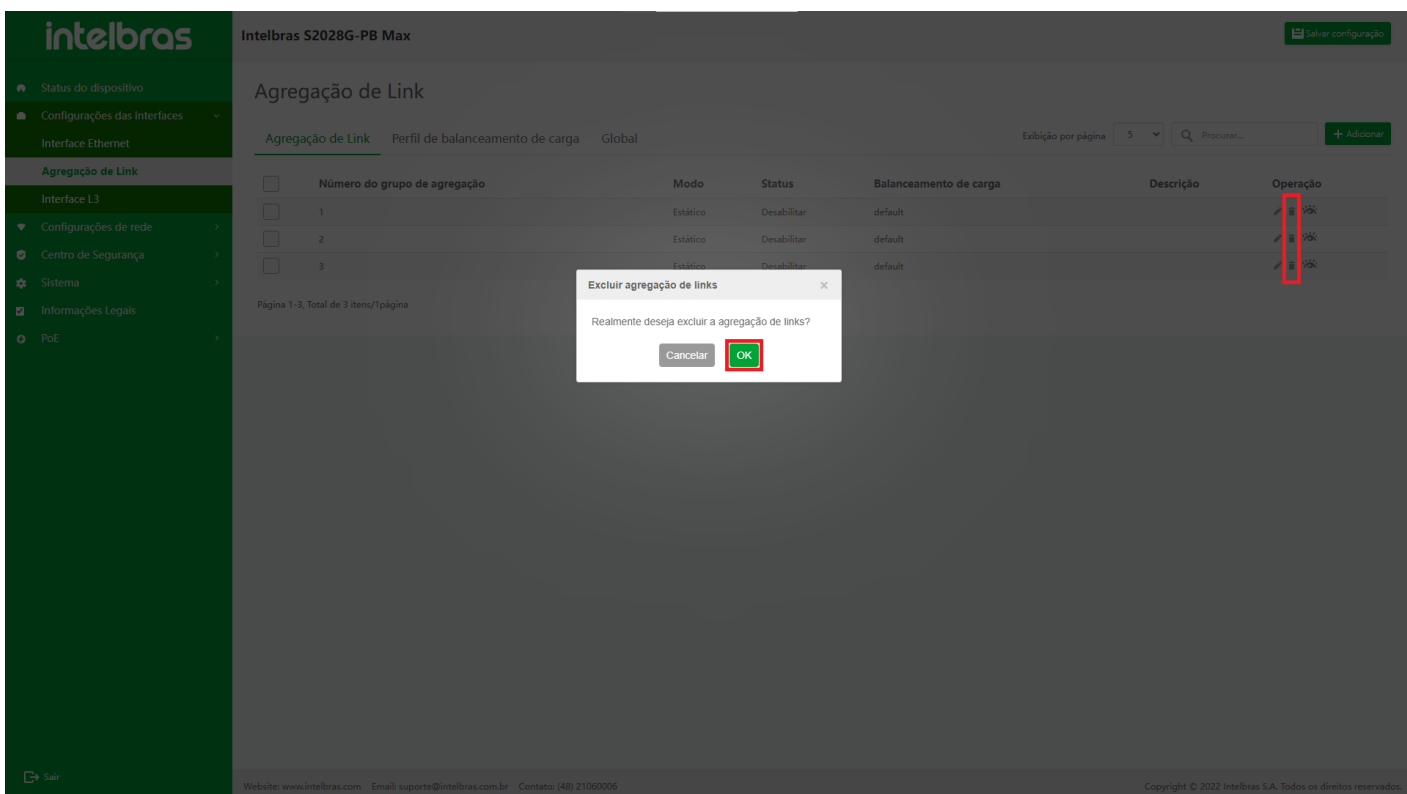 intelbras
Intelbras S2028G-PB Max
Salvar configuração
Status do dispositivo
Configurações das interfaces
Interface Ethernet
Agregação de Link
Interface L3
Configurações de rede
Centro de Segurança
Sistema
Informações Legais
PoE
Sair
Agregação de Link
Agregação de Link Perfil de balanceamento de carga Global
Exibição por página 5 Procurar... + Adicionar
Número do grupo de agregação Modo Status Balanceamento de carga Descrição Operação
1 Estático Desabilitar default
2 Estático Desabilitar default
3 Estático Desabilitar default
Página 1-3, Total de 3 itens/1página
Excluir agregação de links ×
Realmente deseja excluir a agregação de links?
Cancelar OK
Website: www.intelbras.com Email: suporte@intelbras.com.br Contato: (48) 21060006
Copyright © 2022 Intelbras S.A. Todos os direitos reservados.